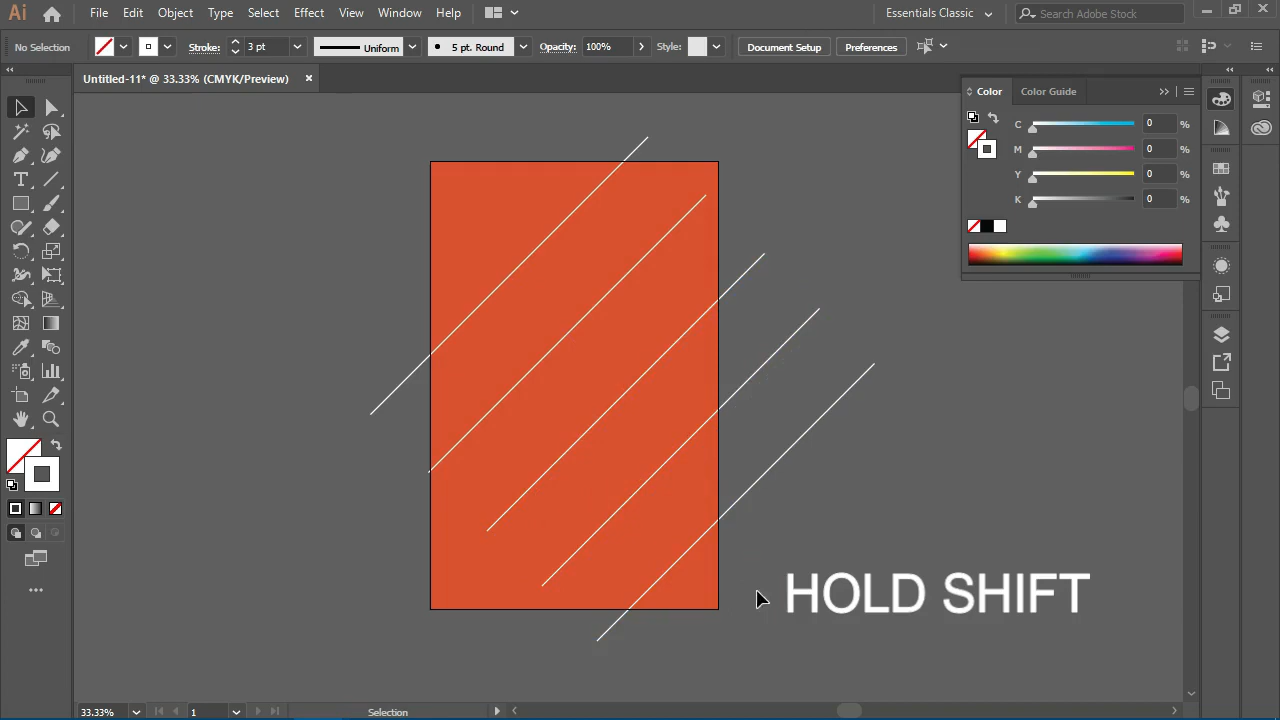 Ai File Edit Object Type Select Effect View Window Help Essentials Classic Search Adobe Stock
No Selection Stroke: 3 pt Uniform 5 pt. Round Opacity: 100% Style: Document Setup Preferences
Untitled-11* @ 33.33% (CMYK/Preview)
Color Color Guide
C 0 %
M 0 %
Y 0 %
K 0 %
HOLD SHIFT
33.33% 1 Selection